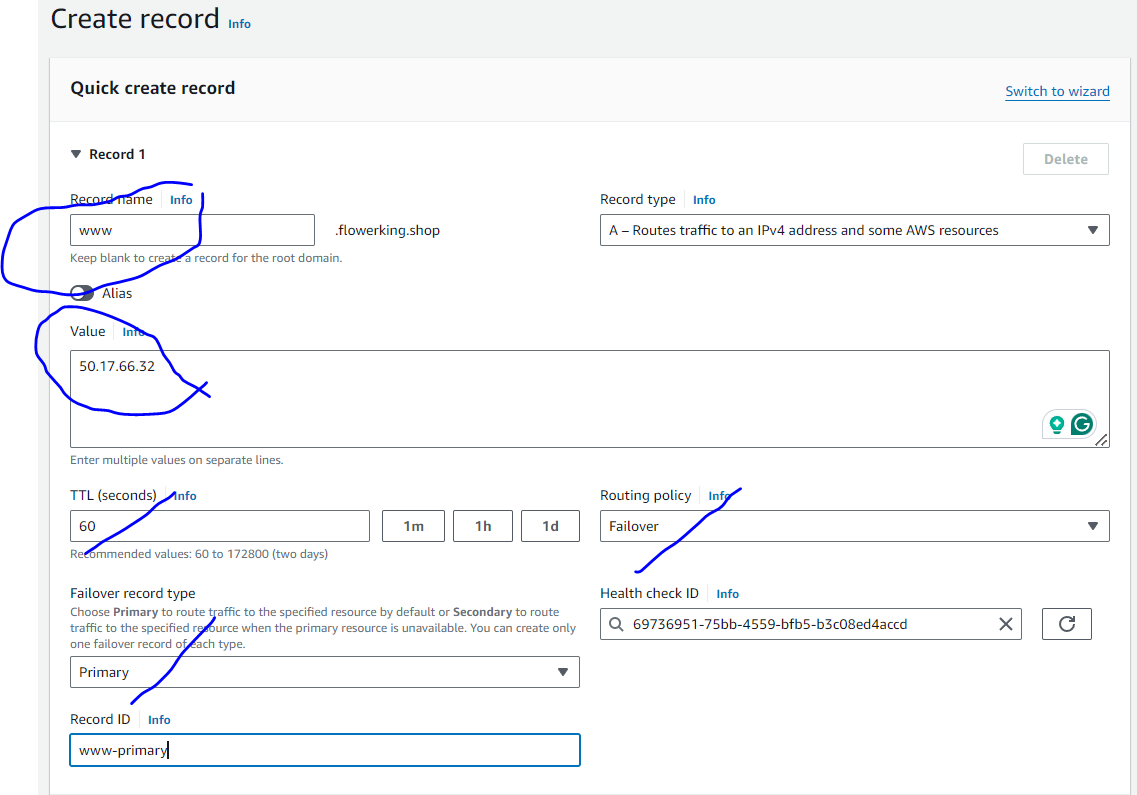 Create record Info
Quick create record
Switch to wizard
Record 1
Delete
Record name Info
www
.flowerking.shop
Keep blank to create a record for the root domain.
Record type Info
A – Routes traffic to an IPv4 address and some AWS resources
Alias
Value Info
50.17.66.32
Enter multiple values on separate lines.
TTL (seconds) Info
60
1m
1h
1d
Recommended values: 60 to 172800 (two days)
Routing policy Info
Failover
Failover record type
Choose Primary to route traffic to the specified resource by default or Secondary to route
traffic to the specified resource when the primary resource is unavailable. You can create only
one failover record of each type.
Primary
Health check ID Info
69736951-75bb-4559-bfb5-b3c08ed4accd
Record ID Info
www-primary